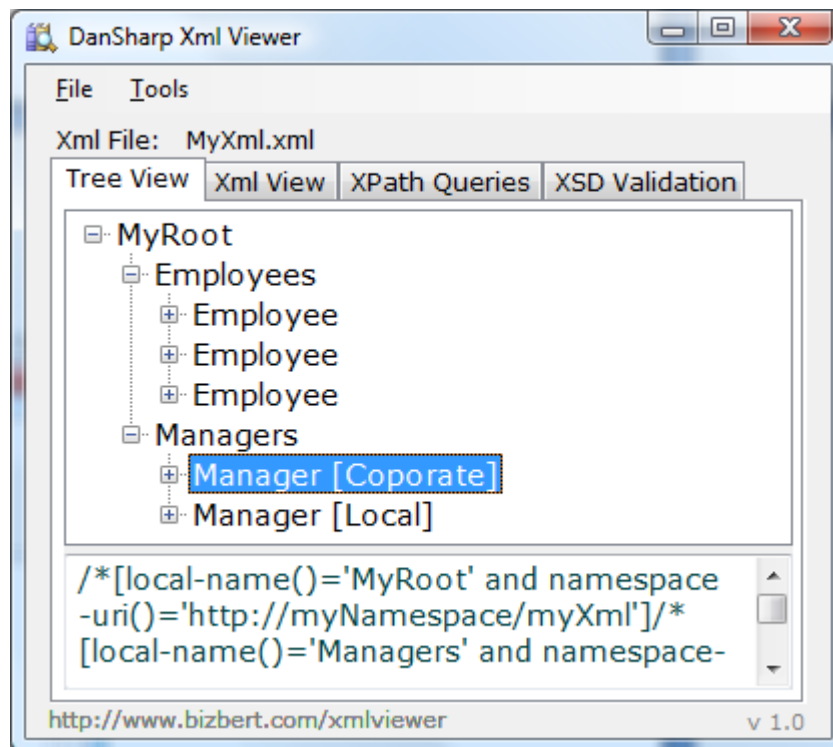 DanSharp Xml Viewer
File Tools
Xml File: MyXml.xml
Tree View Xml View XPath Queries XSD Validation
MyRoot
Employees
Employee
Employee
Employee
Managers
Manager [Coporate]
Manager [Local]
/*[local-name()='MyRoot' and namespace
-uri()='http://myNamespace/myXml']/*
[local-name()='Managers' and namespace-
http://www.bizbert.com/xmlviewer v 1.0